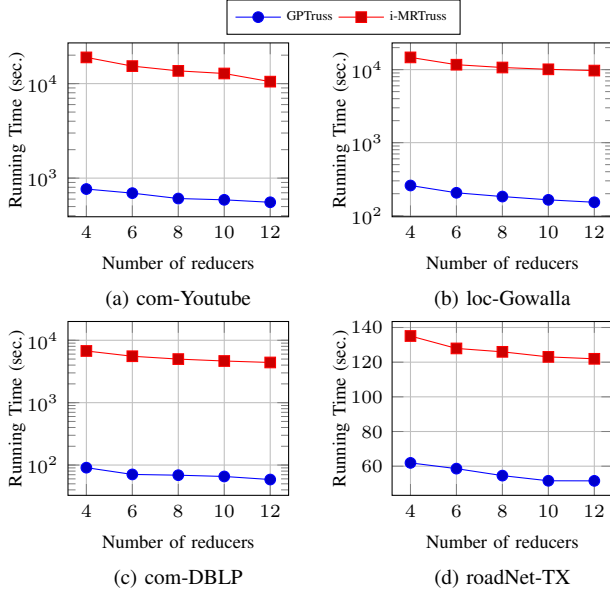 GPTruss i-MRTruss
10^4
10^3
Running Time (sec.)
4 6 8 10 12
Number of reducers
(a) com-Youtube
10^4
10^3
10^2
Running Time (sec.)
4 6 8 10 12
Number of reducers
(b) loc-Gowalla
10^4
10^3
10^2
Running Time (sec.)
4 6 8 10 12
Number of reducers
(c) com-DBLP
140
120
100
80
60
Running Time (sec.)
4 6 8 10 12
Number of reducers
(d) roadNet-TX